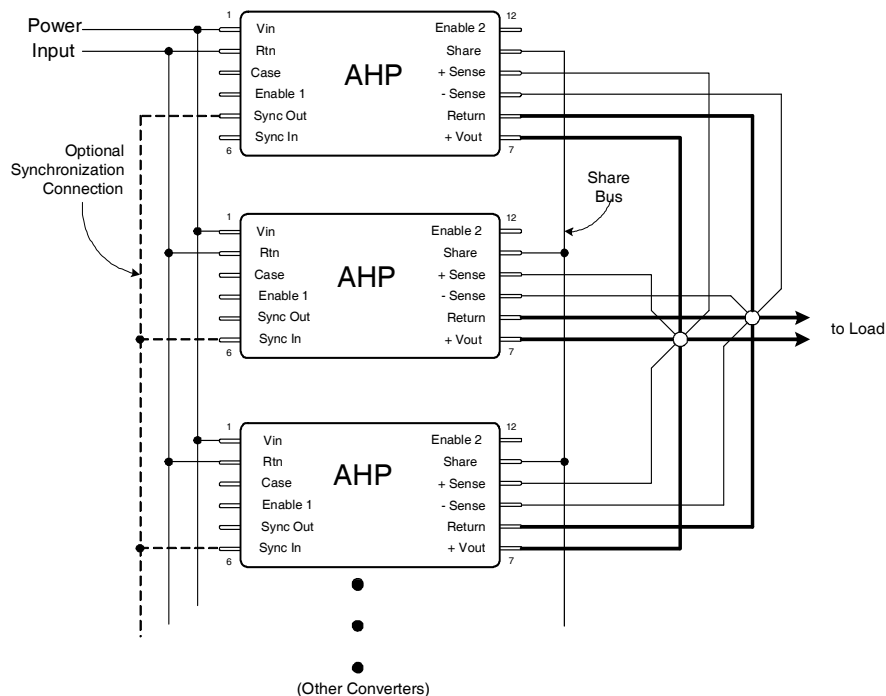 Power
Input
1
12
Vin
Enable 2
Rtn
Share
Case
+ Sense
AHP
Enable 1
- Sense
Sync Out
Return
Sync In
+ Vout
6
7
Optional
Synchronization
Connection
Share
Bus
1
12
Vin
Enable 2
Rtn
Share
Case
+ Sense
AHP
Enable 1
- Sense
Sync Out
Return
Sync In
+ Vout
6
7
to Load
1
12
Vin
Enable 2
Rtn
Share
Case
+ Sense
AHP
Enable 1
- Sense
Sync Out
Return
Sync In
+ Vout
6
7
(Other Converters)